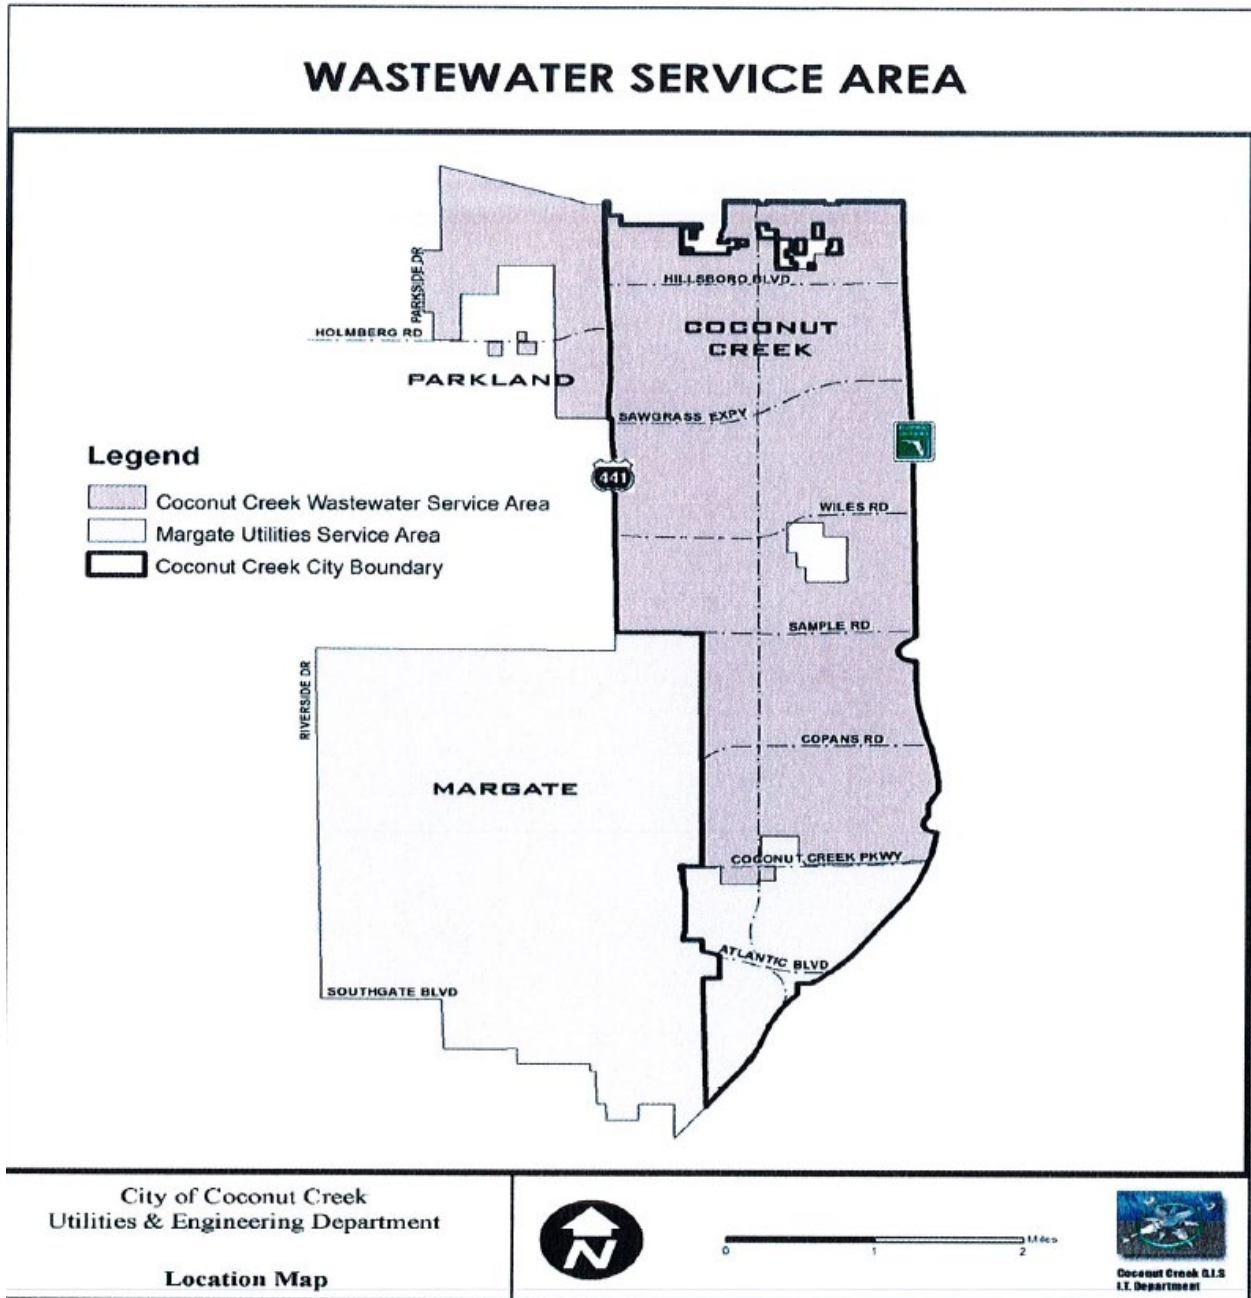 WASTEWATER SERVICE AREA
PARKSIDE DR
HILLSBORO BLVD
HOLMBERG RD
COCONUT
CREEK
PARKLAND
SAWGRASS EXPY
Legend
441
Coconut Creek Wastewater Service Area
WILES RD
Margate Utilities Service Area
Coconut Creek City Boundary
SAMPLE RD
RIVERSIDE DR
COPANS RD
MARGATE
COCONUT CREEK PKWY
ATLANTIC BLVD
SOUTHGATE BLVD
City of Coconut Creek
Utilities & Engineering Department
Location Map
N
0 1 2 Miles
Coconut Creek G.I.S
I.T. Department